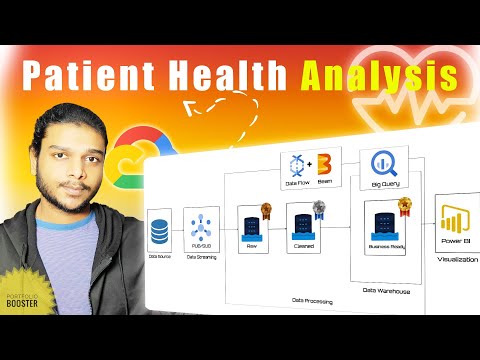 Patient Health Analysis
Data Flow
+
Beam
Big Query
Data Source
PUB/SUB
Data Streaming
Raw
Cleaned
Business Ready
Power BI
Visualization
Data Warehouse
Data Processing
PORTFOLIO
BOOSTER